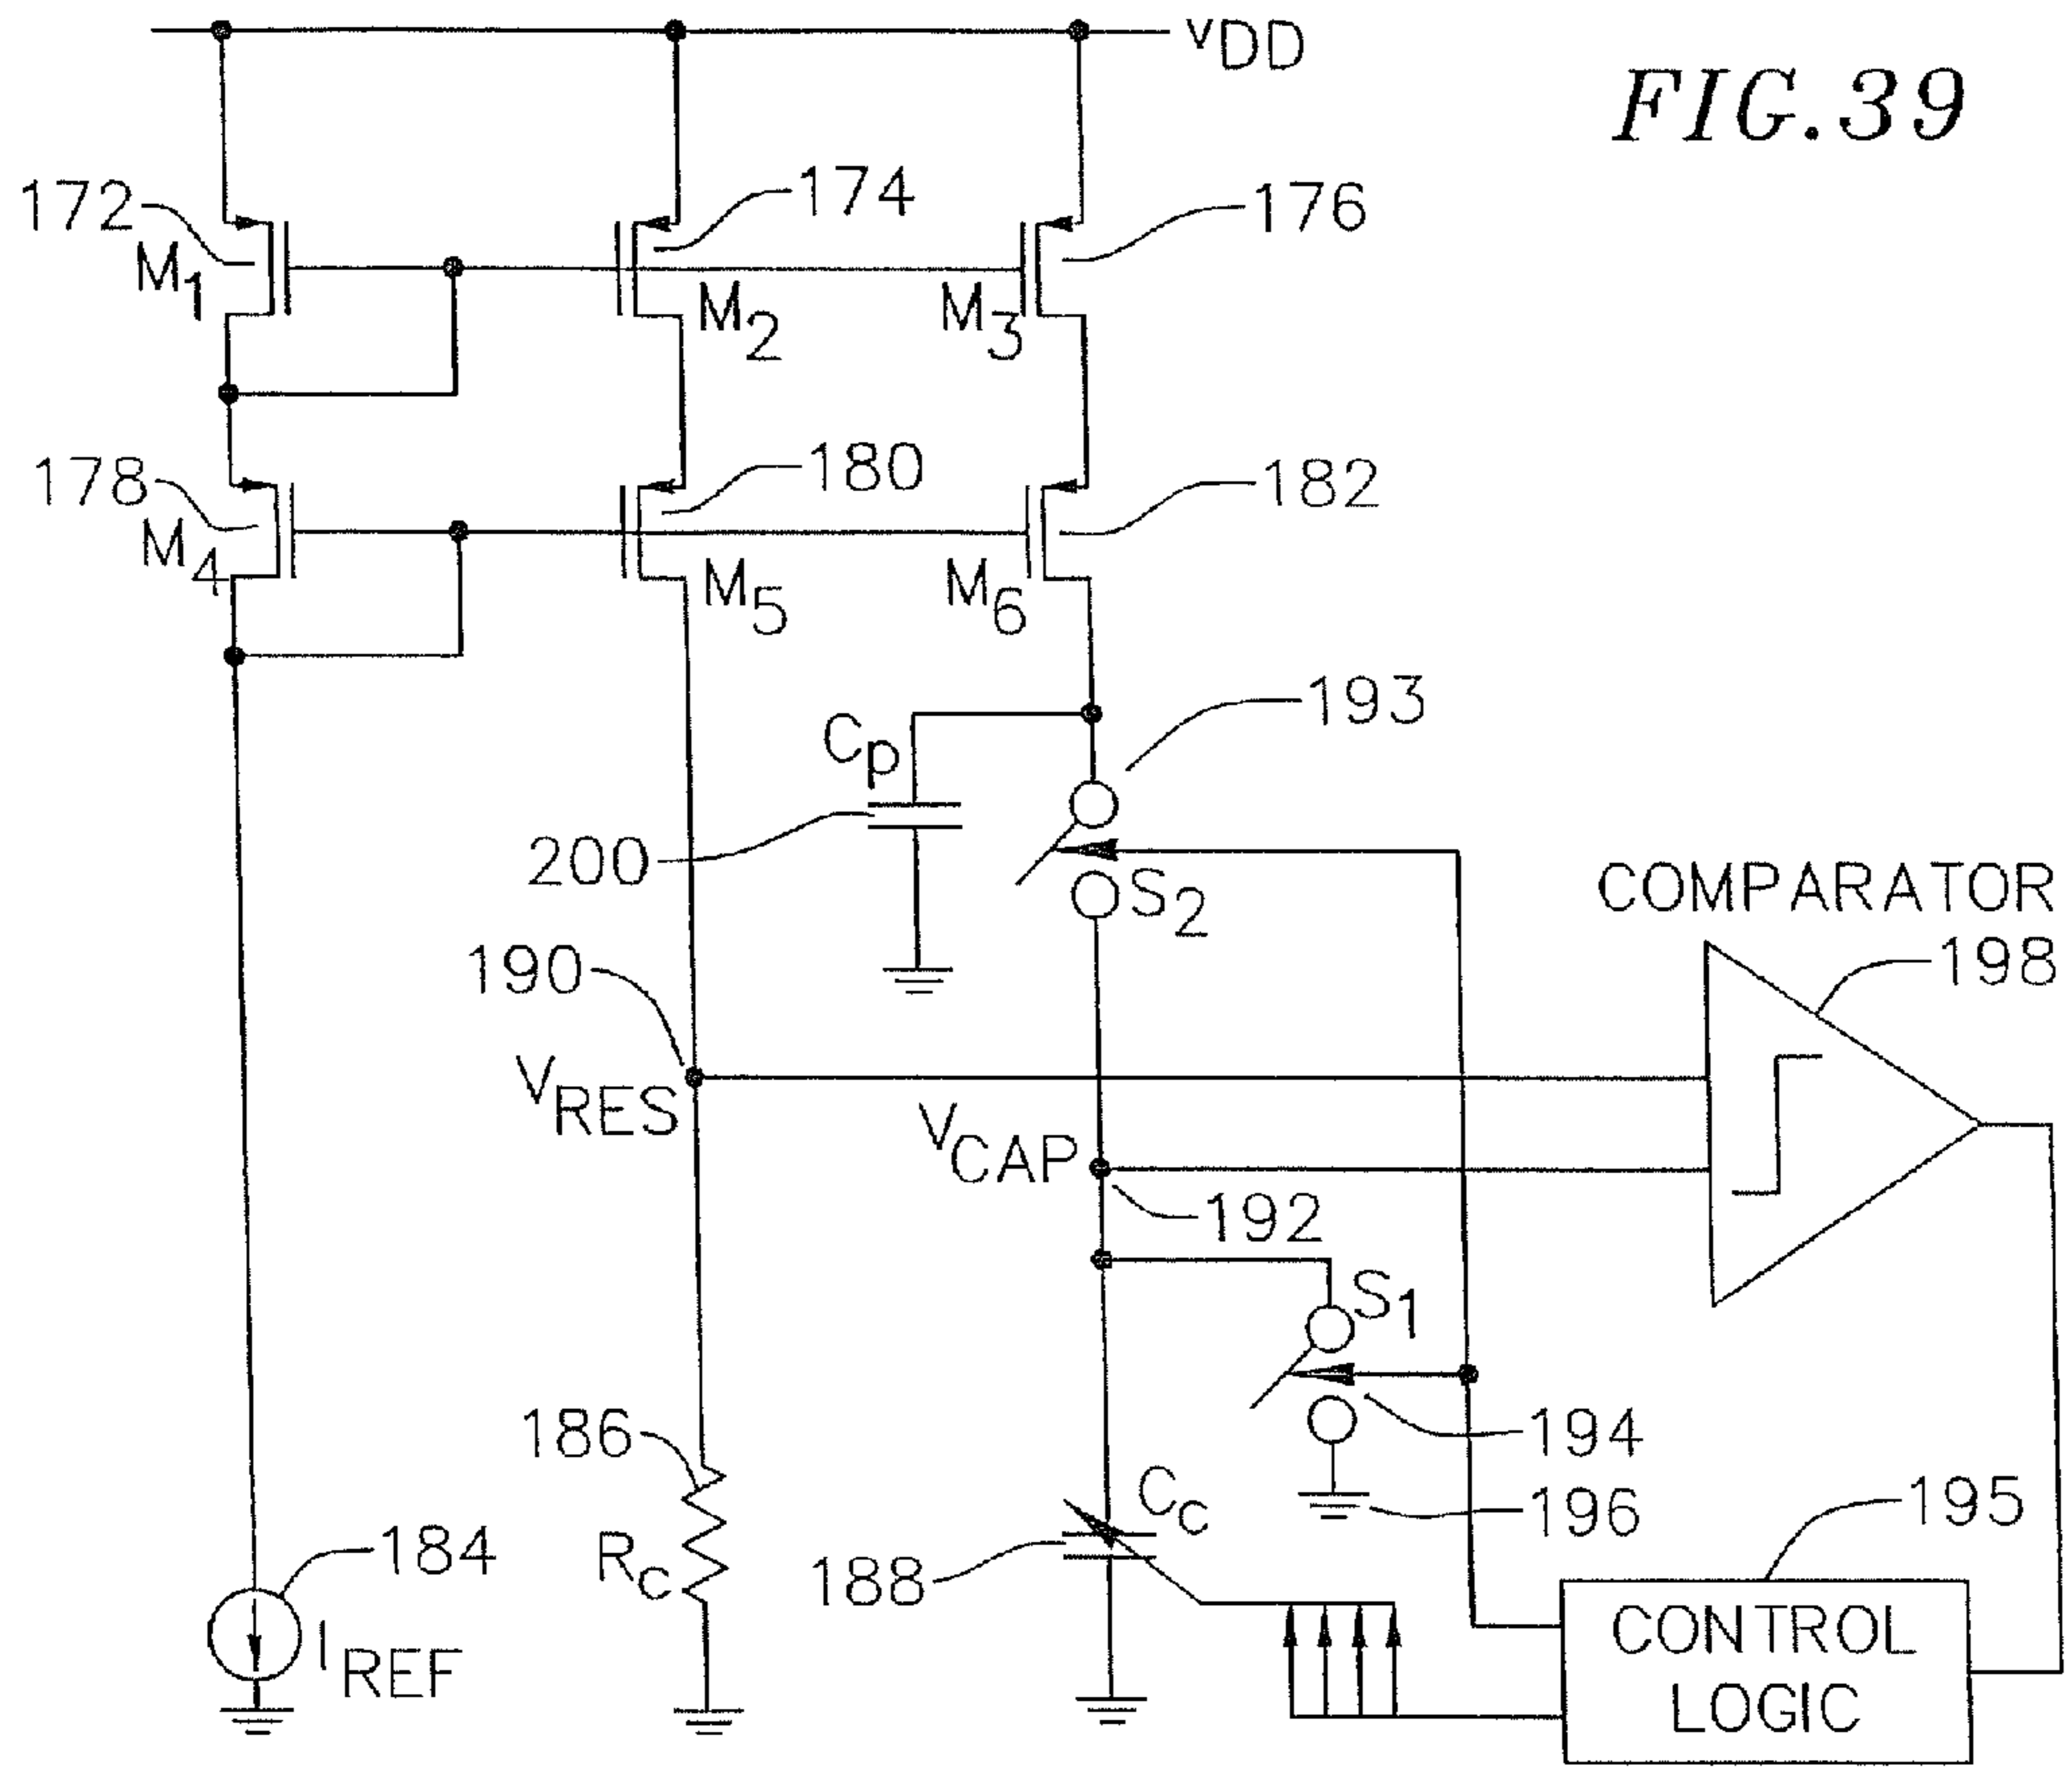 vDD
FIG.39
172
174
176
M1
M2
M3
178
180
182
M4
M5
M6
193
Cp
200
S2
COMPARATOR
198
190
VRES
VCAP
192
S1
186
194
Cc
196
195
184
RC
188
IREF
CONTROL
LOGIC